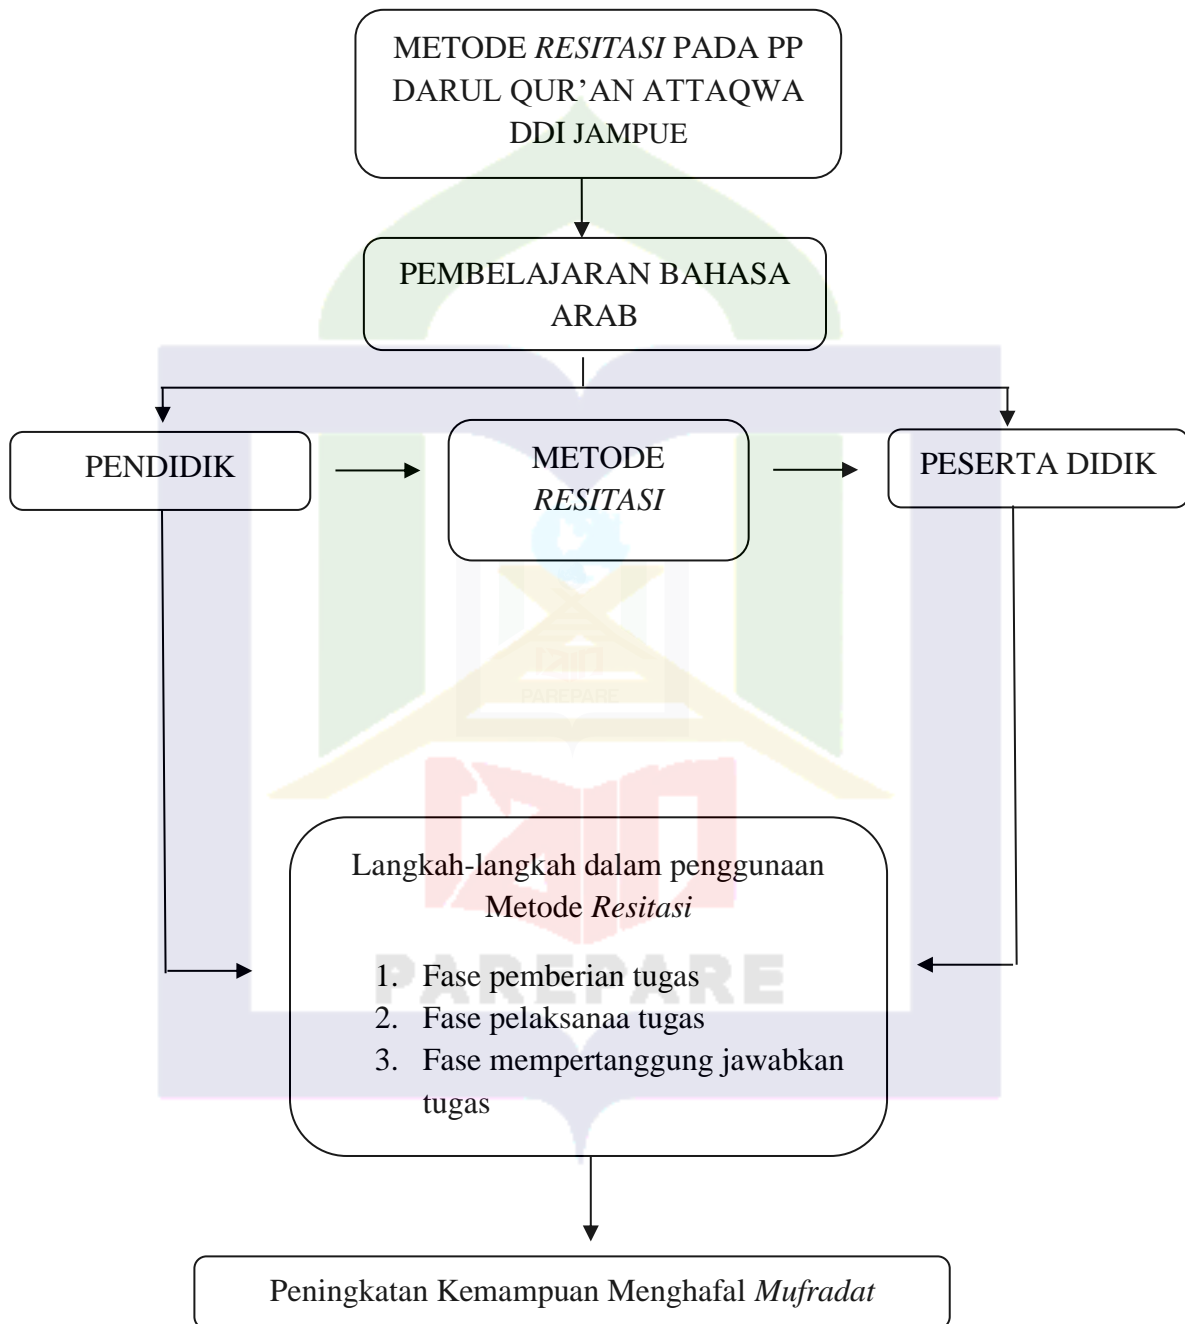 METODE RESITASI PADA PP
DARUL QUR’AN ATTAQWA
DDI JAMPUE
PEMBELAJARAN BAHASA
ARAB
PENDIDIK
METODE
RESITASI
PESERTA DIDIK
PAREPARE
Langkah-langkah dalam penggunaan
Metode Resitasi
PAREPARE
1. Fase pemberian tugas
2. Fase pelaksanaa tugas
3. Fase mempertanggung jawabkan
tugas
Peningkatan Kemampuan Menghafal Mufradat